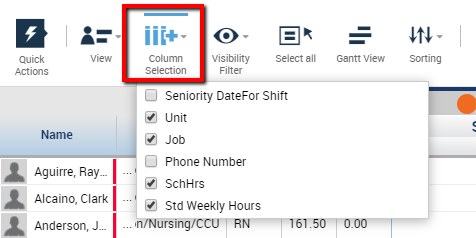 Quick Actions
View
Column Selection
Visibility Filter
Select all
Gantt View
Sorting
Seniority DateFor Shift
Unit
Job
Phone Number
SchHrs
Std Weekly Hours
Name
Aguirre, Ray...
Alcaino, Clark
Anderson, J...
... n/Nursing/CCU RN 161.50 0.00